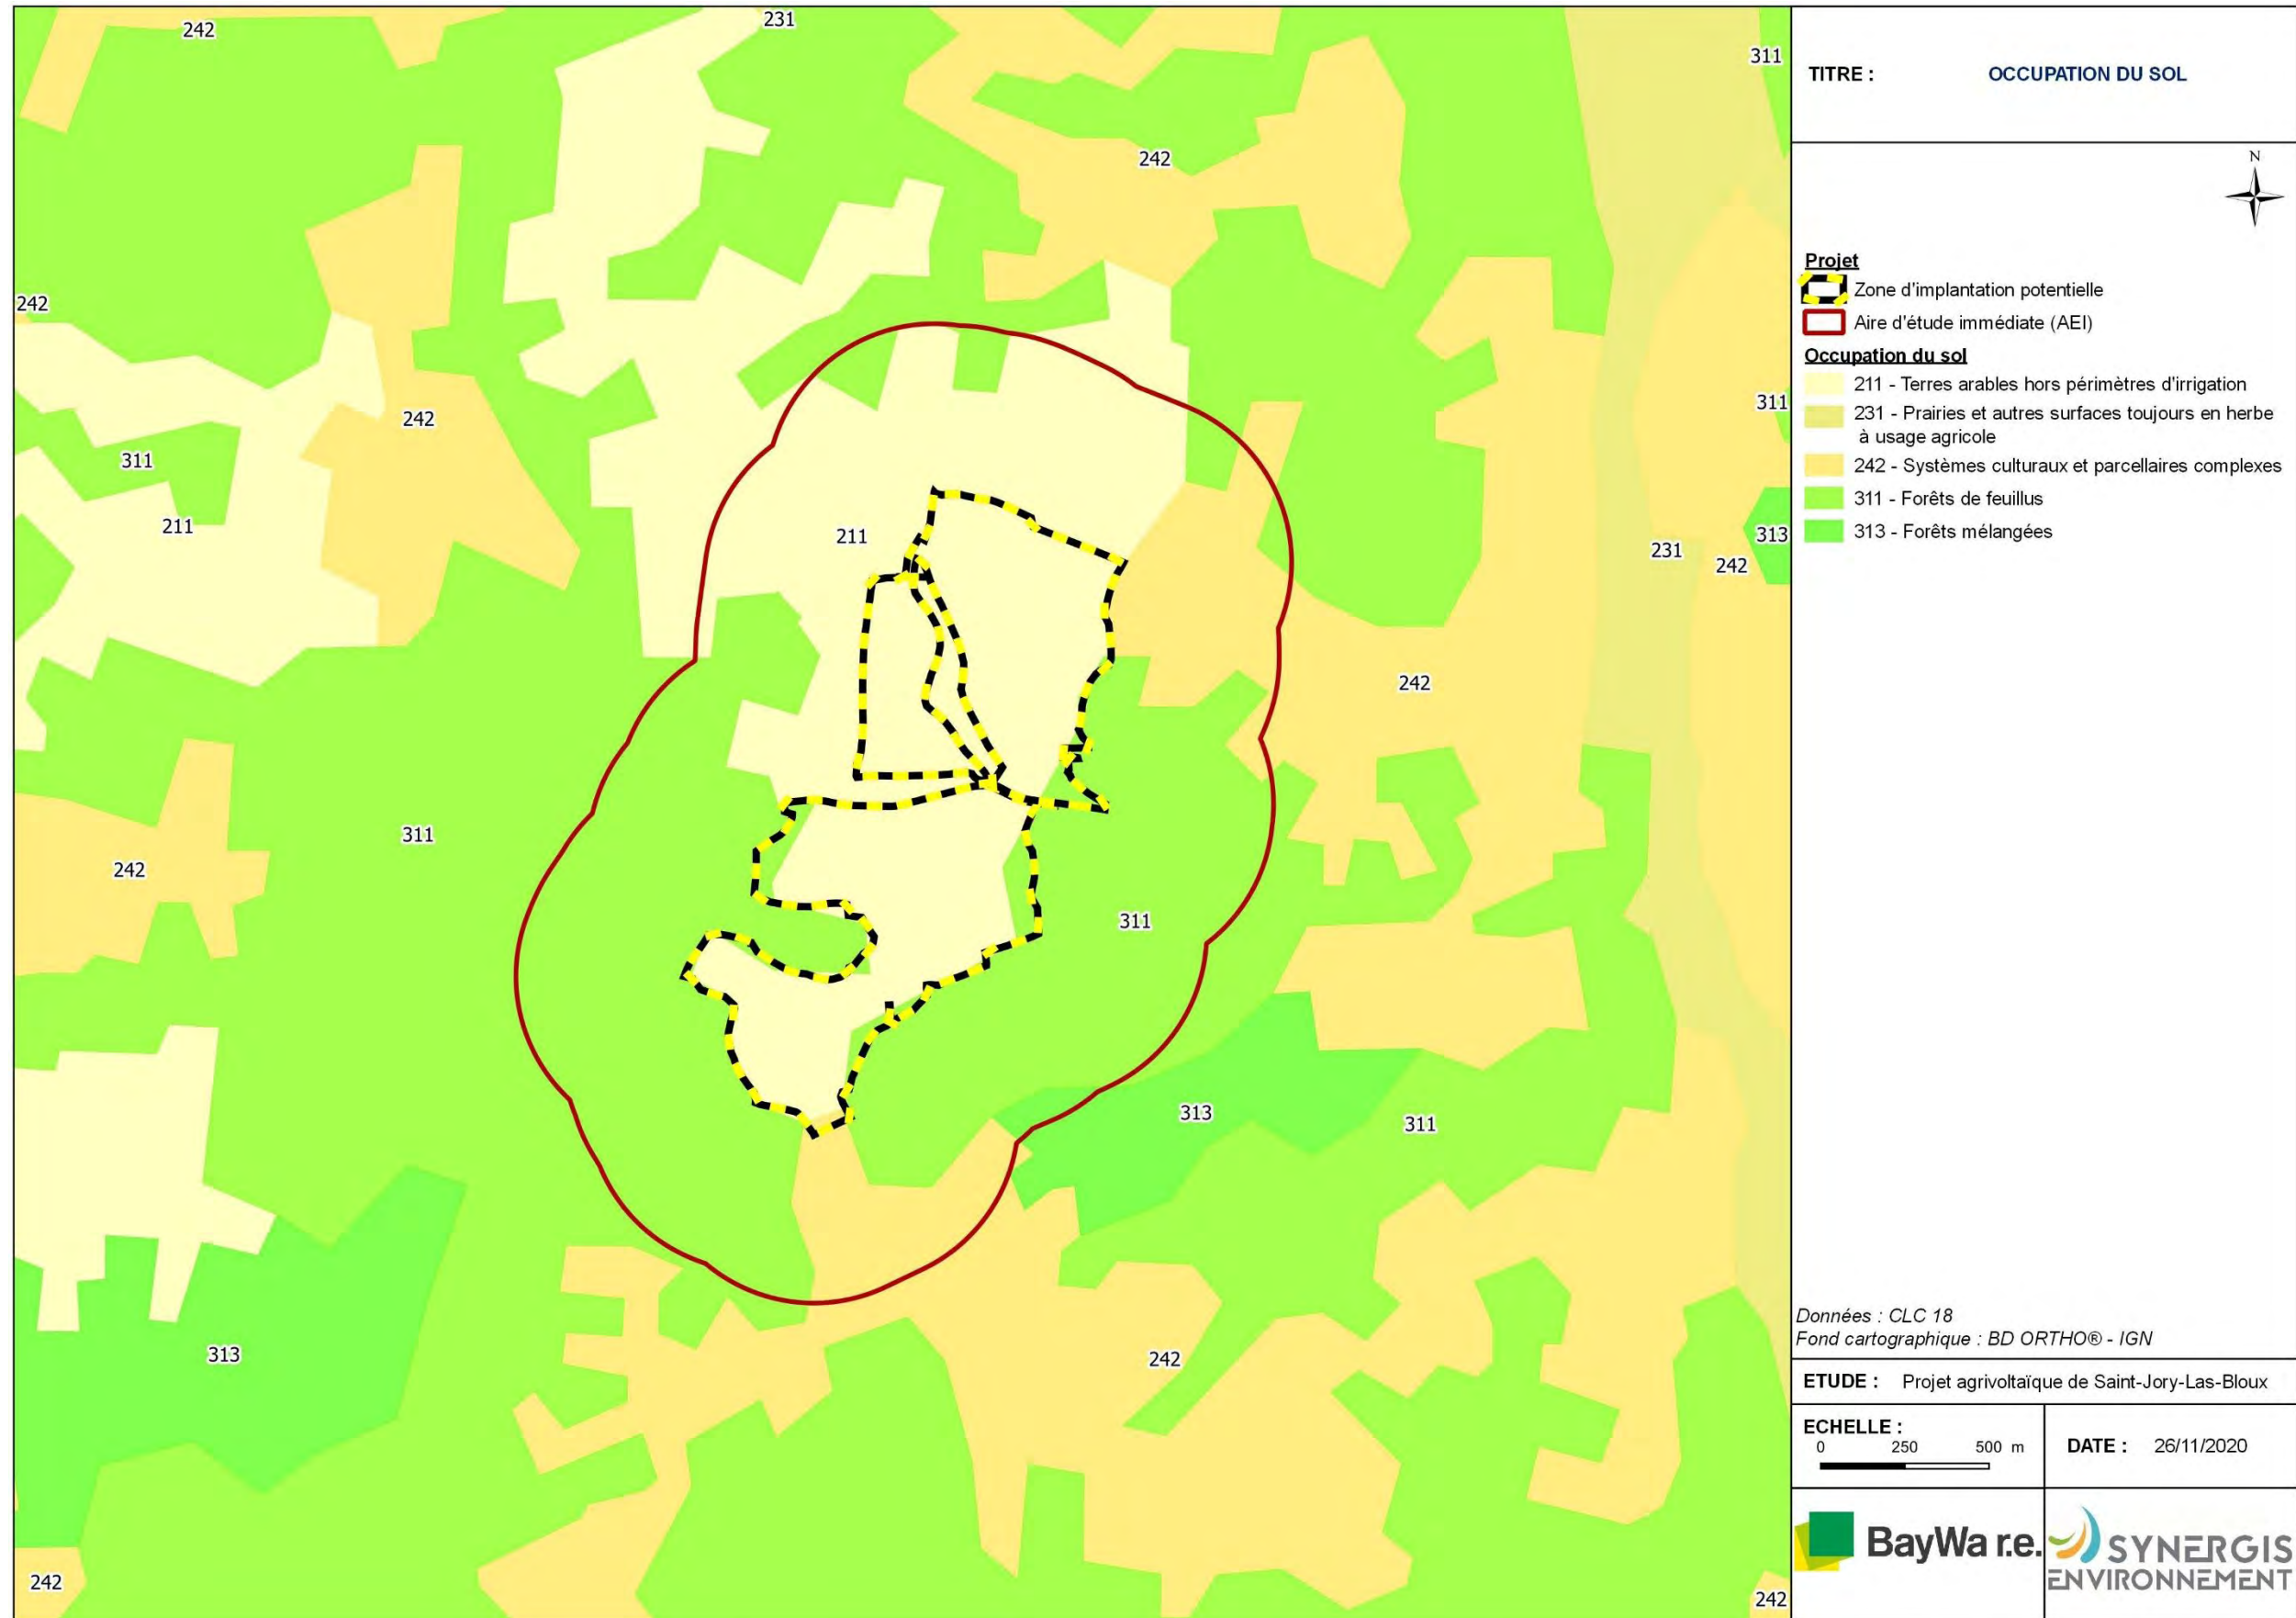 242
231
311
242
242
242
311
311
211
211
313
231
242
242
311
242
311
313
311
313
242
242
242
TITRE : OCCUPATION DU SOL
N
Projet
Zone d'implantation potentielle
Aire d'étude immédiate (AEI)
Occupation du sol
211 - Terres arables hors périmètres d'irrigation
231 - Prairies et autres surfaces toujours en herbe
à usage agricole
242 - Systèmes culturaux et parcellaires complexes
311 - Forêts de feuillus
313 - Forêts mélangées
Données : CLC 18
Fond cartographique : BD ORTHO® - IGN
ETUDE : Projet agrivoltaïque de Saint-Jory-Las-Bloux
ECHELLE :
0 250 500 m
DATE : 26/11/2020
BayWa r.e.
SYNERGIS
ENVIRONNEMENT